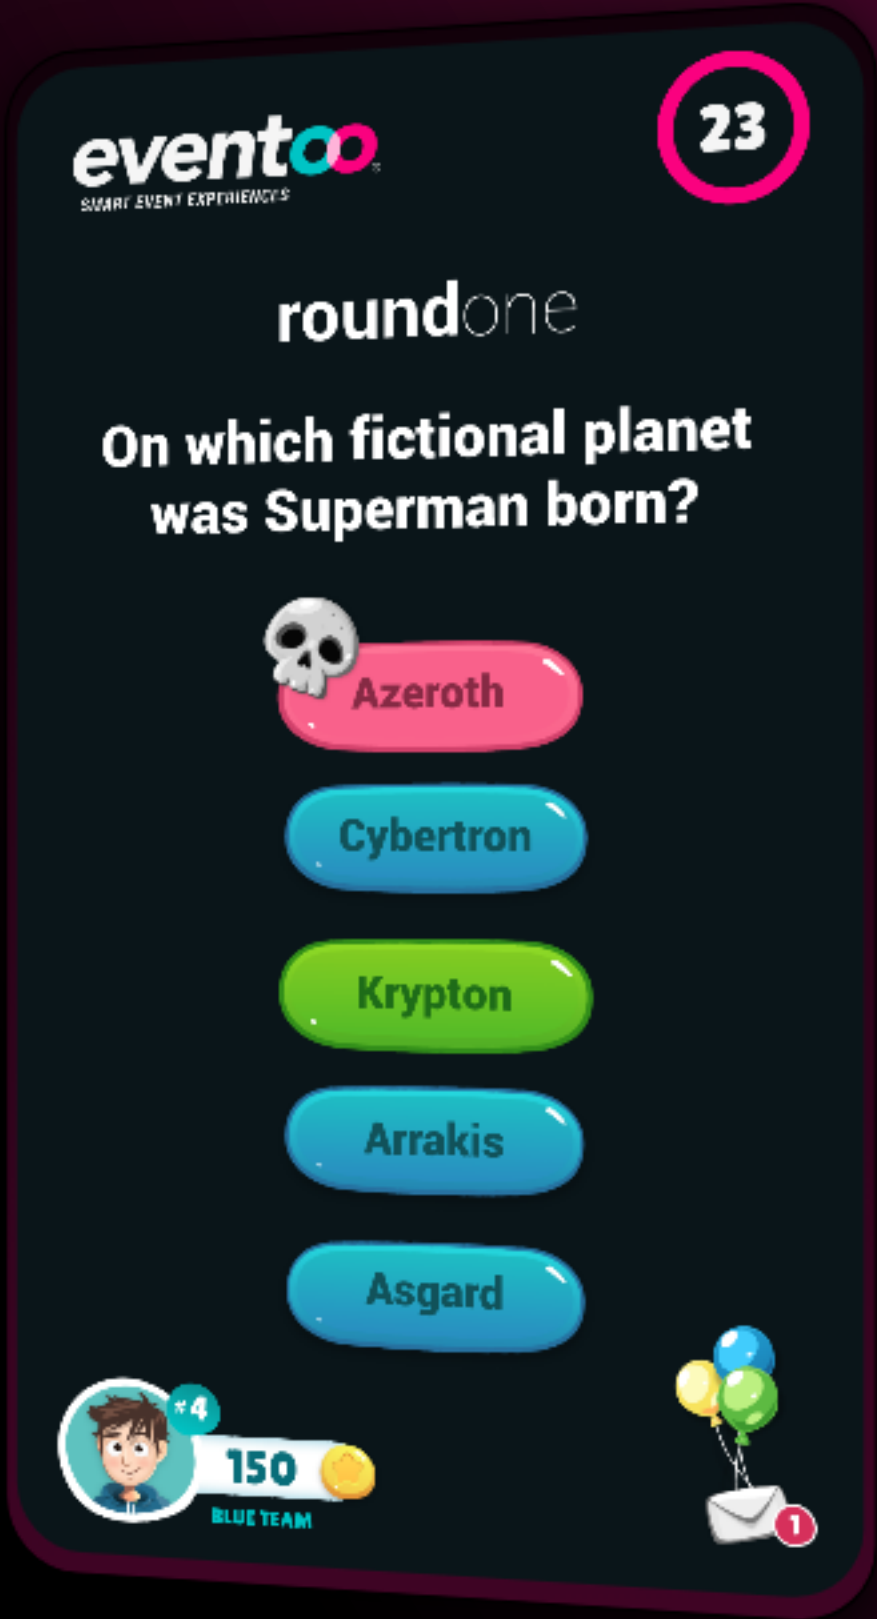 eventoo
SMART EVENT EXPERIENCES
23
roundone
On which fictional planet
was Superman born?
Azeroth
Cybertron
Krypton
Arrakis
Asgard
#4
150
BLUE TEAM
1